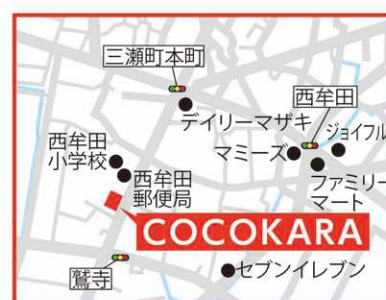 三瀬町本町
デイリーマザキ
西牟田
ジョイフル
マミーズ
ファミリー
マート
西牟田
小学校
西牟田
郵便局
COCOKARA
鷲寺
セブンイレブン